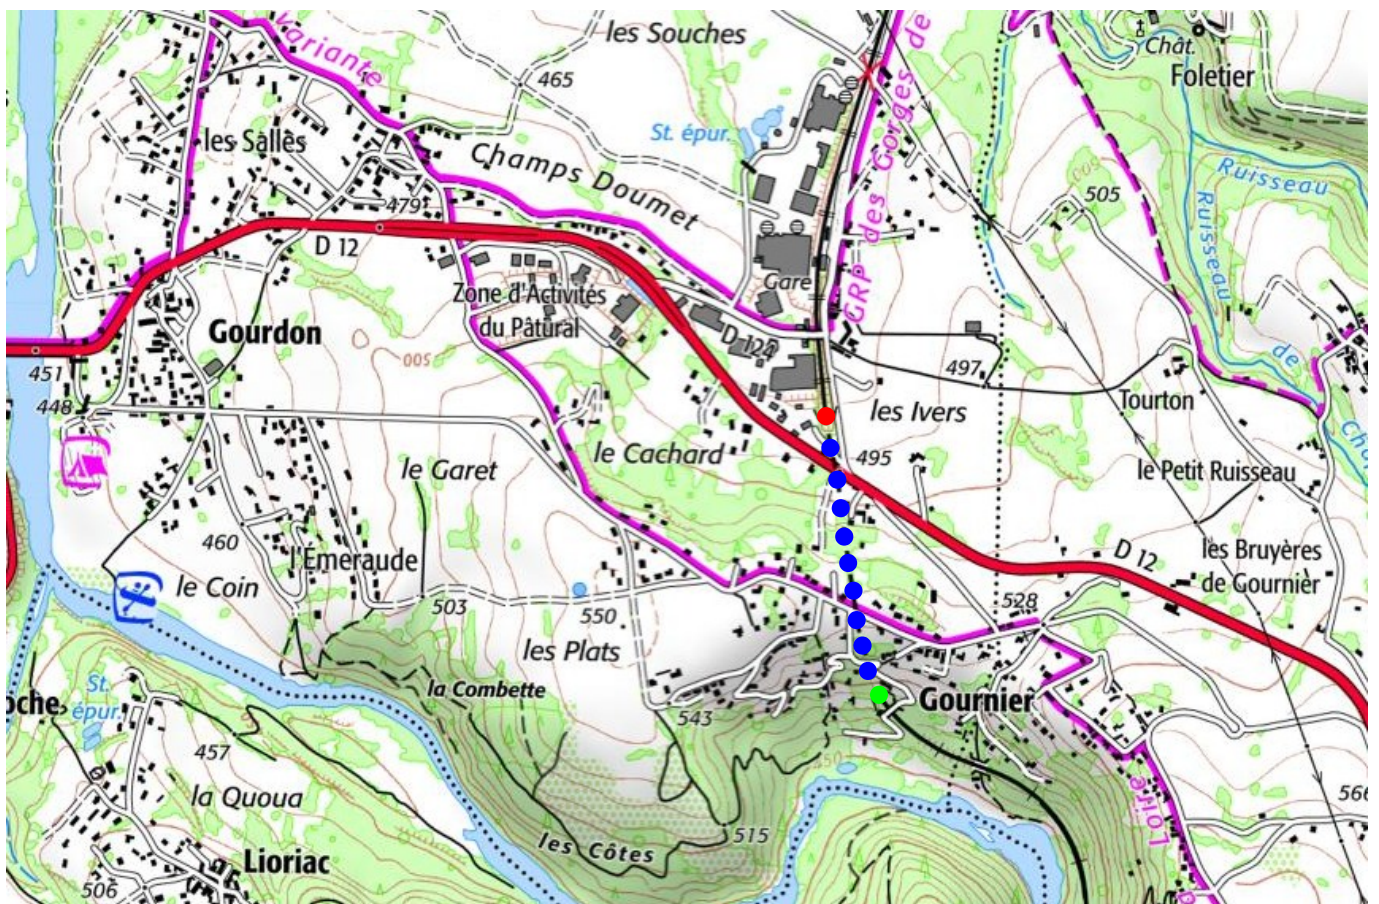 Variante
les Souches
465
GRP des Gorges de
Chât.
Foletier
les Salles
St. épur.
Champs Doumet
Ruisseau
Ruisseau
de
505
500
479
D 12
Gare
Zone d'Activités
du Pâtural
D 124
Gourdon
500
451
448
497
Tourton
les Ivers
le Cachard
495
le Garet
le Petit Ruisseau
460
l'Émeraude
les Bruyères
de Gournier
D 12
le Coin
503
550
528
les Plats
oche
St.
épur.
la Combette
Gournier
543
457
850
la Quoua
515
les Côtes
Loire
566
Lioriac
506